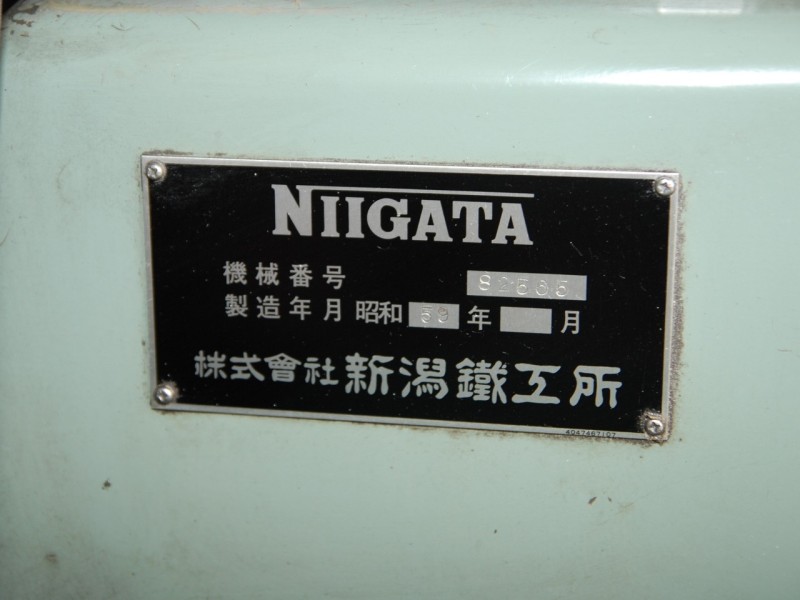 NIIGATA
機械番号
製造年月 昭和 59 年 月
株式會社 新潟鐵工所